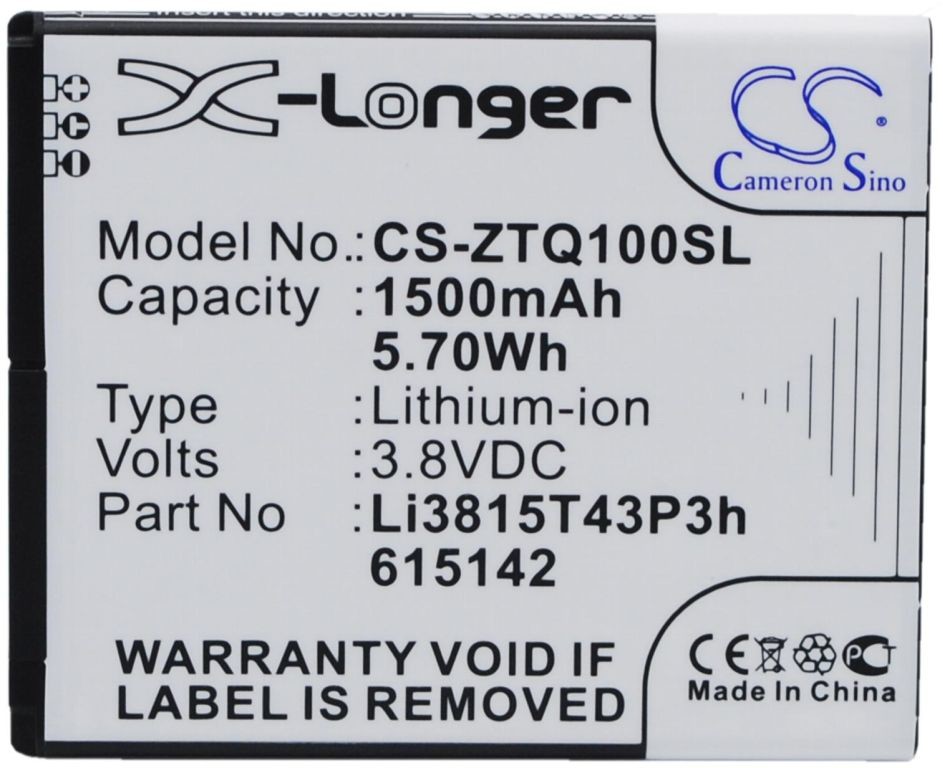 X-Longer
CS ®
Cameron Sino
Model No.: CS-ZTQ100SL
Capacity : 1500mAh
5.70Wh
Type : Lithium-ion
Volts : 3.8VDC
Part No : Li3815T43P3h
615142
WARRANTY VOID IF
LABEL IS REMOVED
CE PCT
Made In China